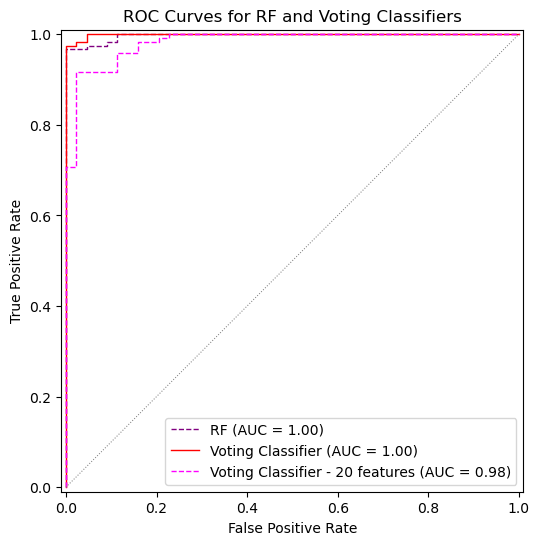 ROC Curves for RF and Voting Classifiers
1.0
0.8
0.6
0.4
0.2
0.0
True Positive Rate
RF (AUC = 1.00)
Voting Classifier (AUC = 1.00)
Voting Classifier - 20 features (AUC = 0.98)
0.0 0.2 0.4 0.6 0.8 1.0
False Positive Rate